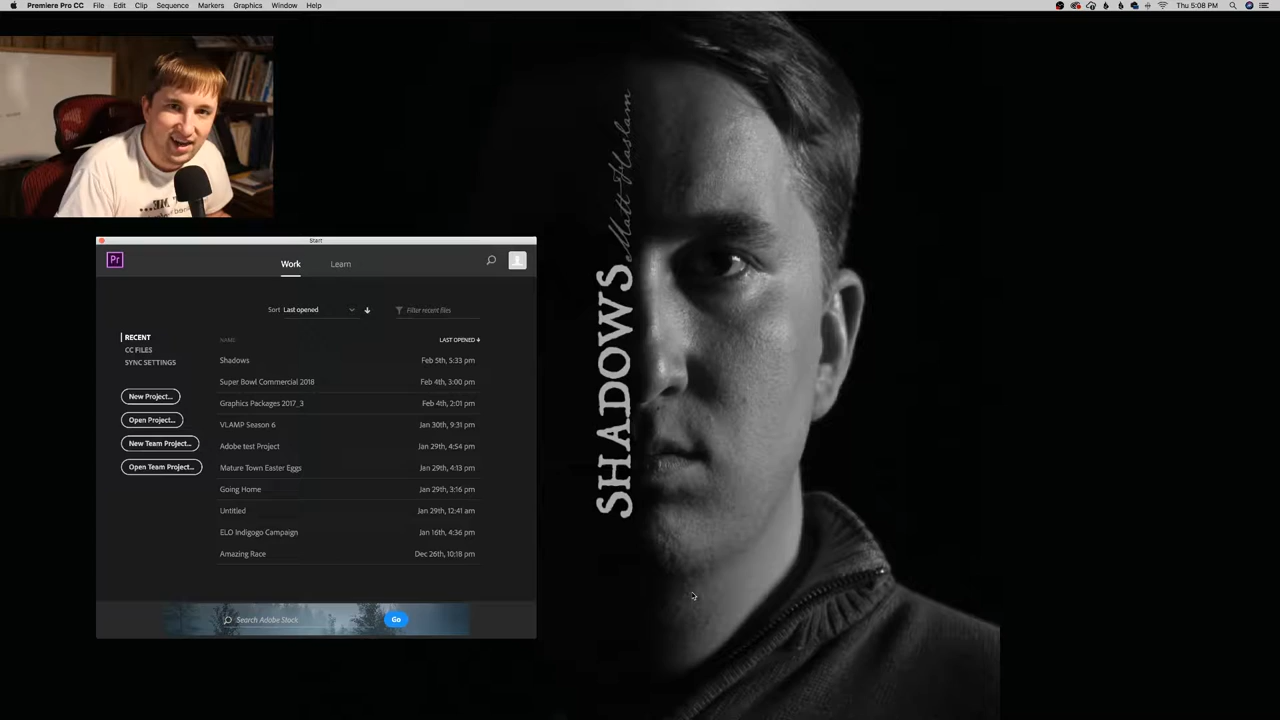 Premiere Pro CC File Edit Clip Sequence Markers Graphics Window Help Thu 5:08 PM
Start
Pr Work Learn
Sort Last opened Filter recent files
RECENT
CC FILES
SYNC SETTINGS
New Project...
Open Project...
New Team Project...
Open Team Project...
NAME LAST OPENED
Shadows Feb 5th, 5:33 pm
Super Bowl Commercial 2018 Feb 4th, 3:00 pm
Graphics Packages 2017_3 Feb 4th, 2:01 pm
VLAMP Season 6 Jan 30th, 9:31 pm
Adobe test Project Jan 29th, 4:54 pm
Mature Town Easter Eggs Jan 29th, 4:13 pm
Going Home Jan 29th, 3:16 pm
Untitled Jan 29th, 12:41 am
ELO Indigogo Campaign Jan 16th, 4:36 pm
Amazing Race Dec 26th, 10:18 pm
Search Adobe Stock Go
SHADOWS Matt Haslam